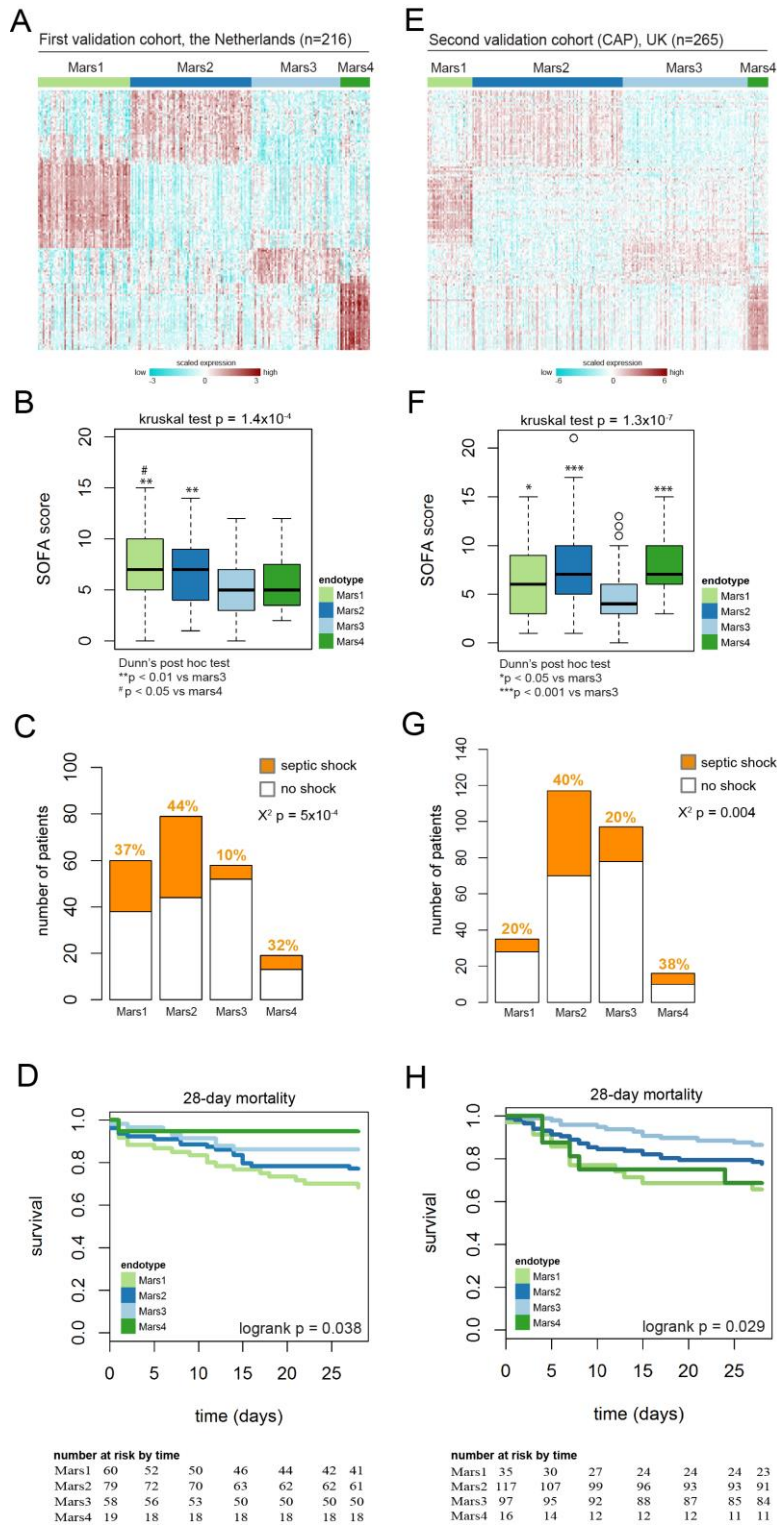 A
First validation cohort, the Netherlands (n=216)
Mars1 Mars2 Mars3 Mars4
scaled expression
low high
-3 0 3
B
kruskal test p = 1.4x10-4
SOFA score
20
15
10
5
0
#
**
**
endotype
Mars1
Mars2
Mars3
Mars4
Dunn's post hoc test
**p < 0.01 vs mars3
#p < 0.05 vs mars4
C
number of patients
100
80
60
40
20
0
septic shock
no shock
X2 p = 5x10-4
37%
44%
10%
32%
Mars1 Mars2 Mars3 Mars4
D
28-day mortality
survival
1.0
0.8
0.6
0.4
0.2
0.0
endotype
Mars1
Mars2
Mars3
Mars4
logrank p = 0.038
0 5 10 15 20 25
time (days)
number at risk by time
Mars1 60 52 50 46 44 42 41
Mars2 79 72 70 63 62 62 61
Mars3 58 56 53 50 50 50 50
Mars4 19 18 18 18 18 18 18
E
Second validation cohort (CAP), UK (n=265)
Mars1 Mars2 Mars3 Mars4
scaled expression
low high
-6 0 6
F
kruskal test p = 1.3x10-7
SOFA score
20
15
10
5
0
*
***
***
endotype
Mars1
Mars2
Mars3
Mars4
Dunn's post hoc test
*p < 0.05 vs mars3
***p < 0.001 vs mars3
G
number of patients
140
120
100
80
60
40
20
0
septic shock
no shock
X2 p = 0.004
20%
40%
20%
38%
Mars1 Mars2 Mars3 Mars4
H
28-day mortality
survival
1.0
0.8
0.6
0.4
0.2
0.0
endotype
Mars1
Mars2
Mars3
Mars4
logrank p = 0.029
0 5 10 15 20 25
time (days)
number at risk by time
Mars1 35 30 27 24 24 24 23
Mars2 117 107 99 96 93 93 91
Mars3 97 95 92 88 87 85 84
Mars4 16 14 12 12 12 11 11